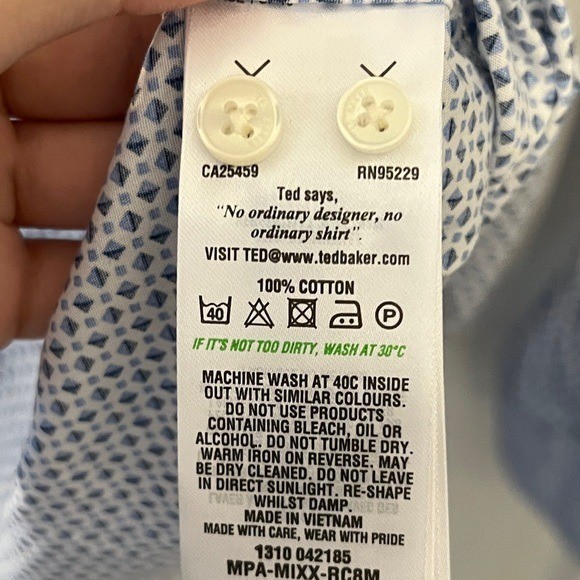 CA25459 RN95229
Ted says,
"No ordinary designer, no
ordinary shirt".
VISIT TED@www.tedbaker.com
100% COTTON
40 P
IF IT'S NOT TOO DIRTY, WASH AT 30°C
MACHINE WASH AT 40C INSIDE
OUT WITH SIMILAR COLOURS.
DO NOT USE PRODUCTS
CONTAINING BLEACH, OIL OR
ALCOHOL. DO NOT TUMBLE DRY.
WARM IRON ON REVERSE. MAY
BE DRY CLEANED. DO NOT LEAVE
IN DIRECT SUNLIGHT. RE-SHAPE
WHILST DAMP.
MADE IN VIETNAM
MADE WITH CARE, WEAR WITH PRIDE
1310 042185
MPA-MIXX-RC8M